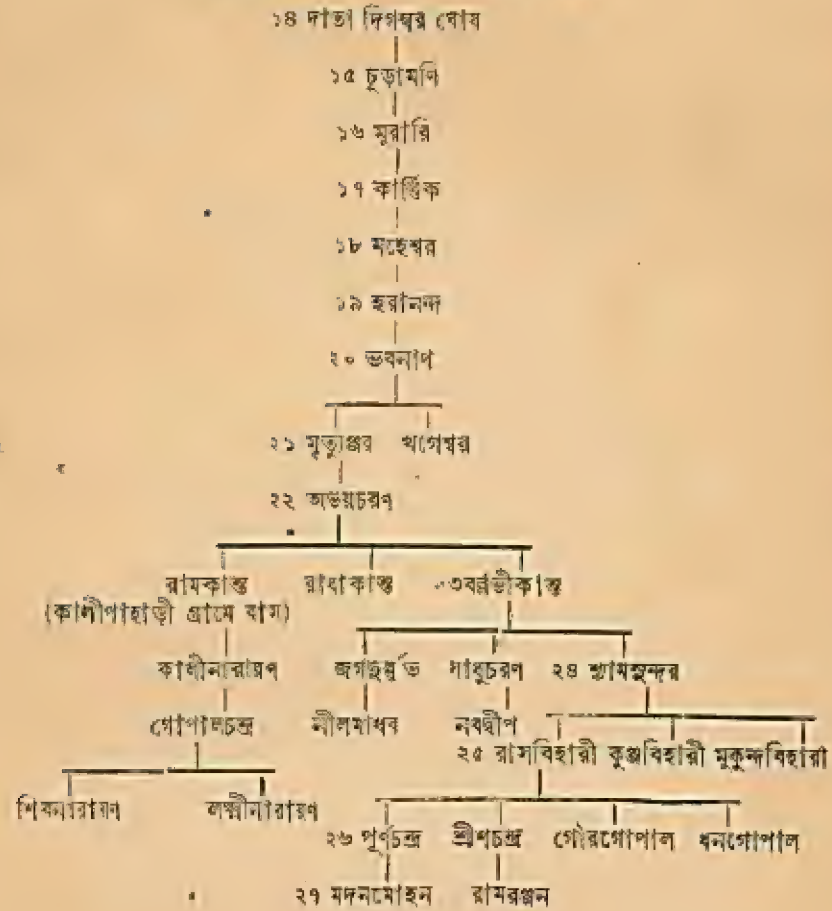 ১৪ দাতা দিগম্বর ঘোষ
১৫ চূড়ামণি
১৬ মুরারি
১৭ কার্ত্তিক
১৮ মহেশ্বর
১৯ হরানন্দ
২০ ভবনাথ
২১ মৃত্যুঞ্জয় খগেশ্বর
২২ অভয়চরণ
রামকান্ত রাধাকান্ত ২৩বল্লভীকান্ত
(কালীপাহাড়ী গ্রামে বাস)
কালীনারায়ণ জগদ্দুর্ল্লভ সাধুচরণ ২৪ শ্যামসুন্দর
গোপালচন্দ্র নীলমাধব নবদ্বীপ
২৫ রাসবিহারী কুঞ্জবিহারী মুকুন্দবিহারী
শিবনারায়ণ লক্ষ্মীনারায়ণ
২৬ পূর্ণচন্দ্র শ্রীশচন্দ্র গৌরগোপাল ধনগোপাল
২৭ মদনমোহন রামরঞ্জন